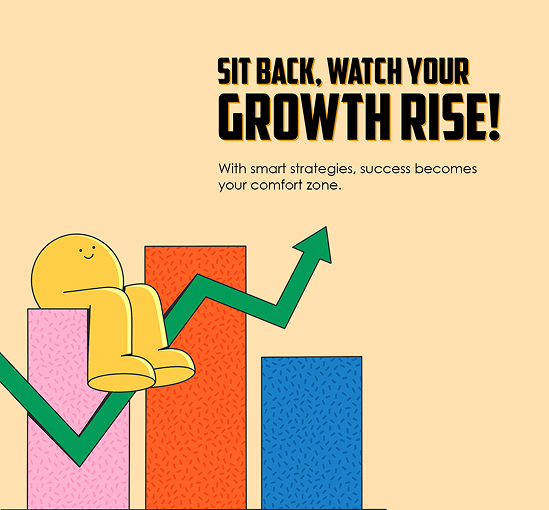 SIT BACK, WATCH YOUR
GROWTH RISE!
With smart strategies, success becomes
your comfort zone.